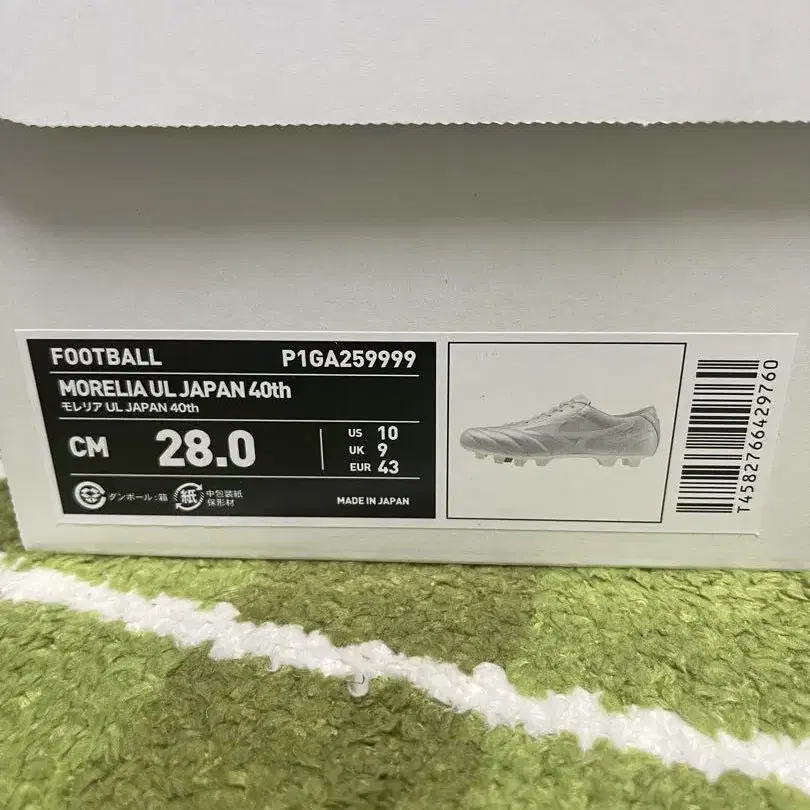 FOOTBALL P1GA259999
MORELIA UL JAPAN 40th
モレリア UL JAPAN 40th
CM 28.0
US 10
UK 9
EUR 43
ダンボール:箱
紙 中包装紙
保形材
MADE IN JAPAN
T4582766429760